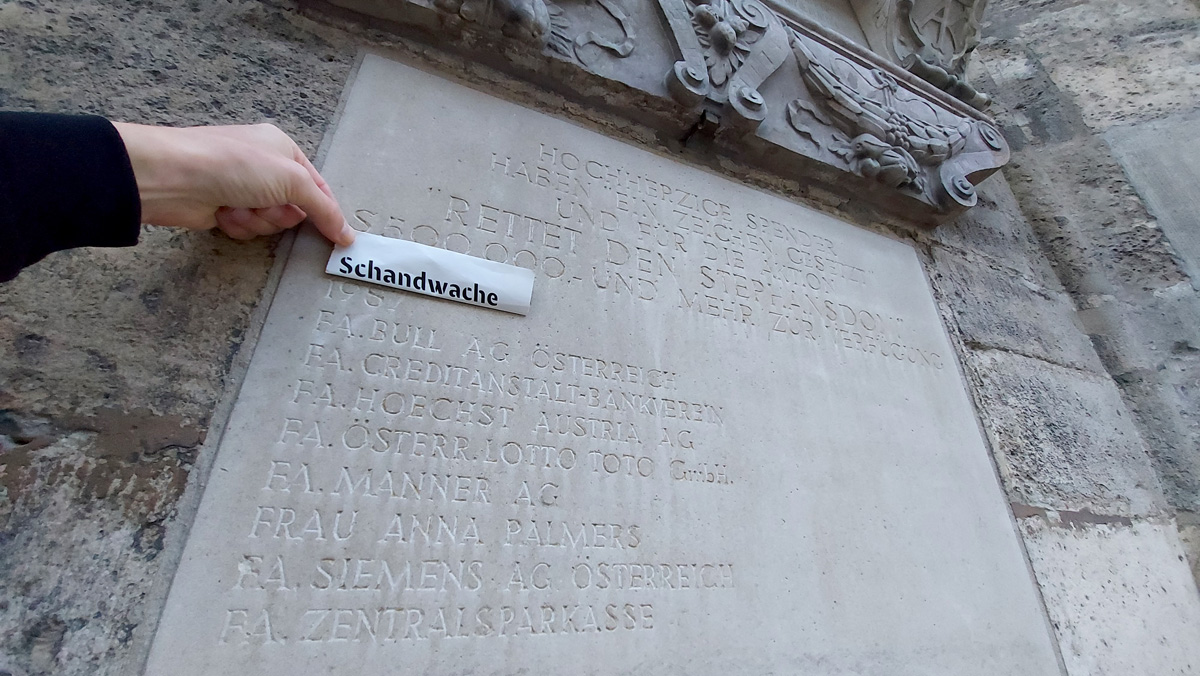 HOCHHERZIGE SPENDER
HABEN EIN ZEICHEN GESETZT
UND FÜR DIE AKTION
"RETTET DEN STEPHANSDOM"
S 500.000,- UND MEHR ZUR VERFÜGUNG
Schandwache
1987
FA. BULL AG ÖSTERREICH
FA. CREDITANSTALT-BANKVEREIN
FA. HOECHST AUSTRIA AG
FA. ÖSTERR. LOTTO TOTO GmbH.
FA. MANNER AG
FRAU ANNA PALMERS
FA. SIEMENS AG ÖSTERREICH
FA. ZENTRALSPARKASSE